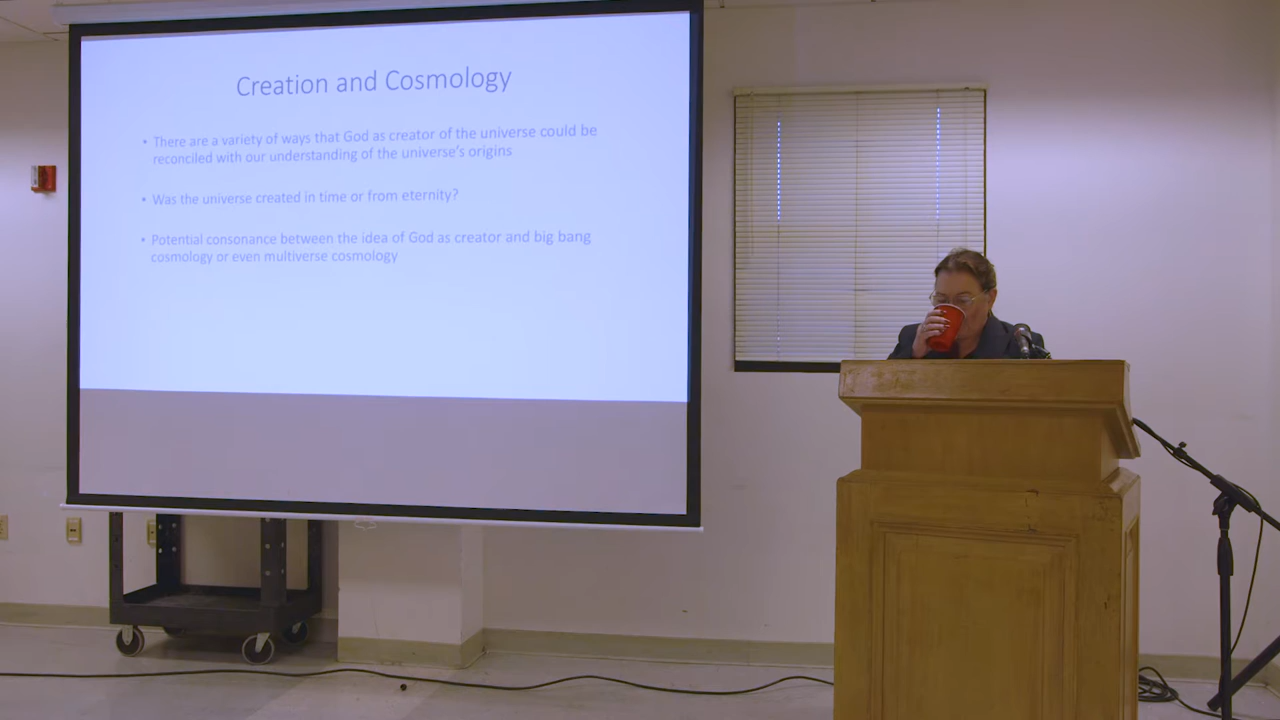 Creation and Cosmology
• There are a variety of ways that God as creator of the universe could be
reconciled with our understanding of the universe's origins
• Was the universe created in time or from eternity?
• Potential consonance between the idea of God as creator and big bang
cosmology or even multiverse cosmology